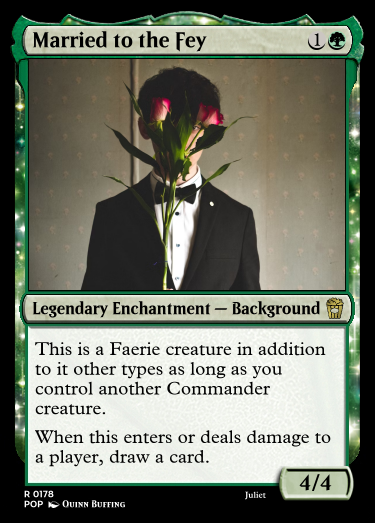 Married to the Fey 1
Legendary Enchantment — Background
This is a Faerie creature in addition
to it other types as long as you
control another Commander
creature.
When this enters or deals damage to
a player, draw a card.
4/4
R 0178
POP Quinn Buffing
Juliet